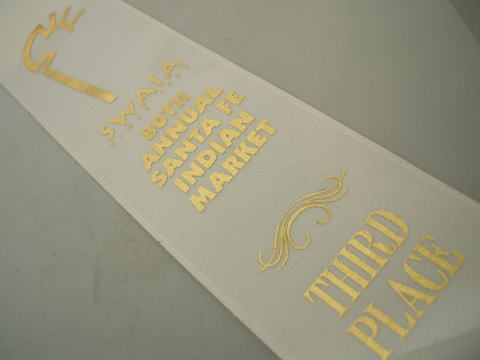 SWAIA
80TH
ANNUAL
SANTA FE
INDIAN
MARKET
THIRD
PLACE